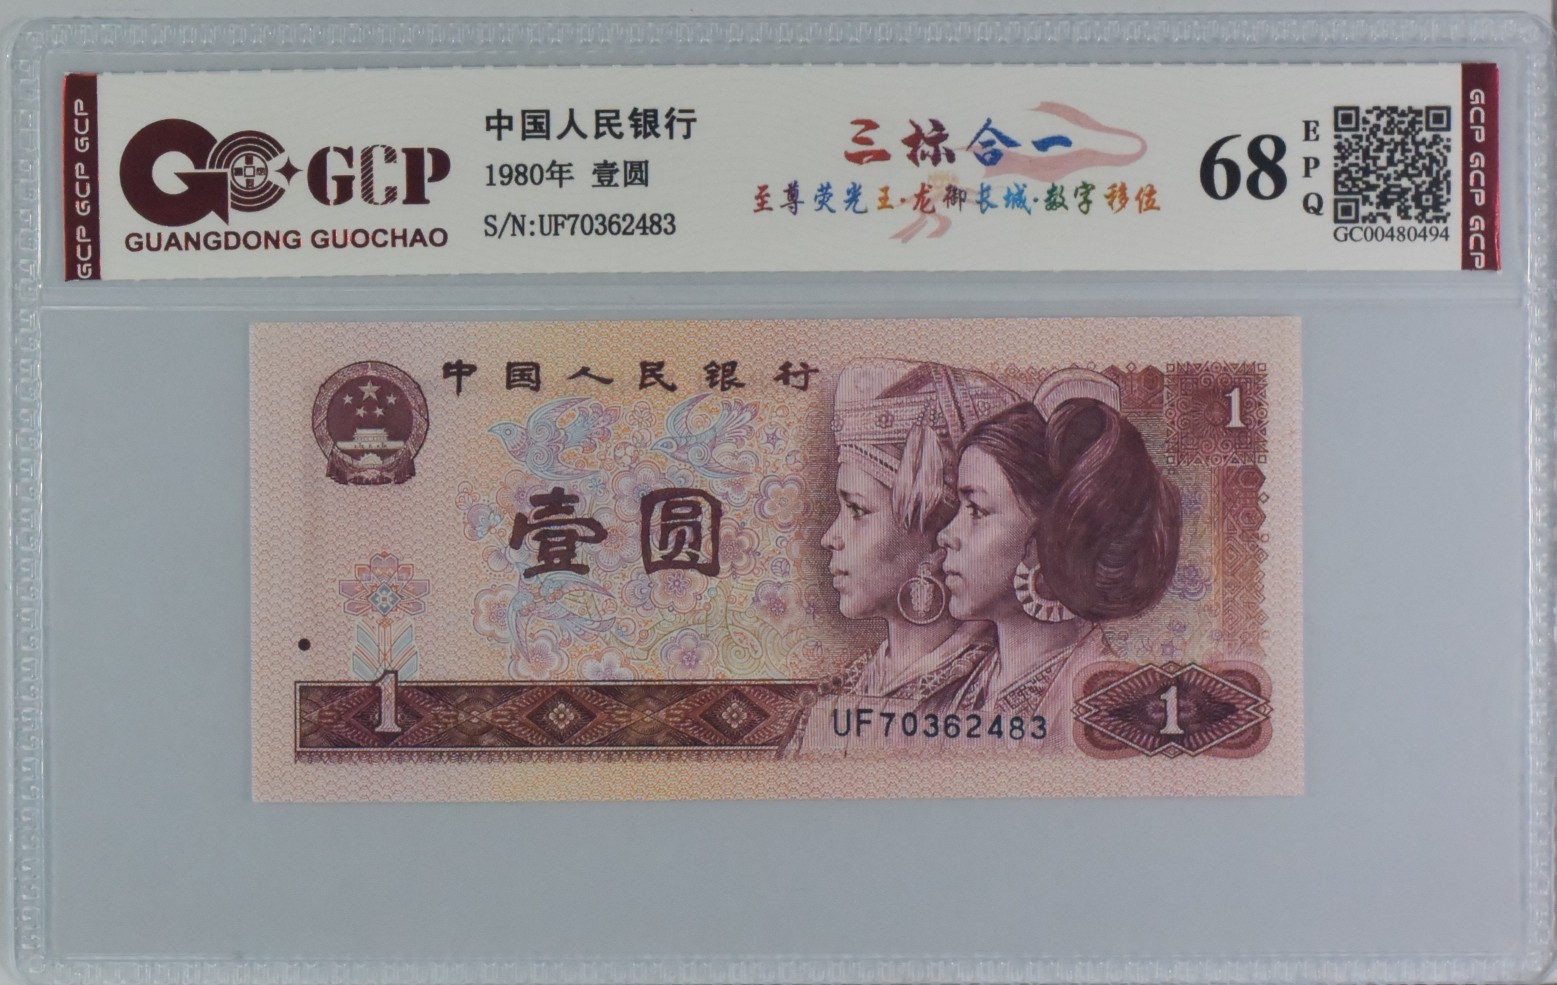 GCP GCP GCP
GCP
GUANGDONG GUOCHAO
中国人民银行
1980年 壹圆
S/N:UF70362483
三标合一
至尊荧光王·龙御长城·数字移位
68
E
P
Q
GC00480494
GCP GCP GCP
中国人民银行
1
壹圆
1
UF70362483
1